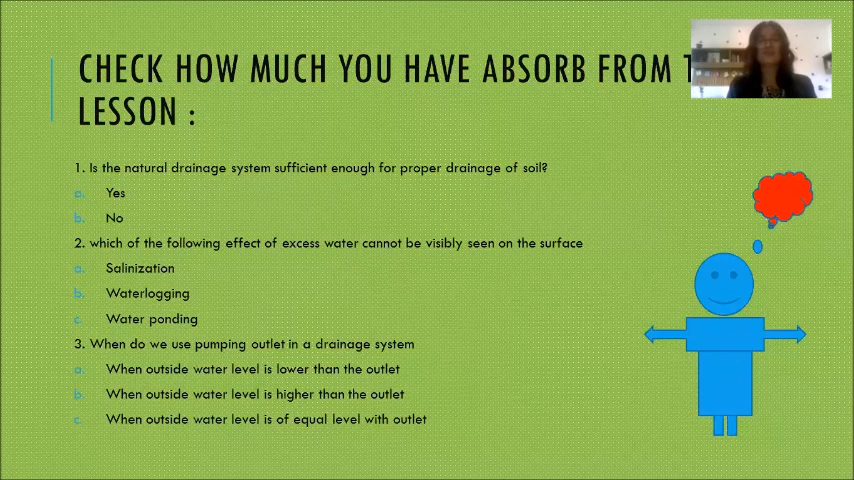 CHECK HOW MUCH YOU HAVE ABSORB FROM
LESSON :
1. Is the natural drainage system sufficient enough for proper drainage of soil?
a. Yes
b. No
2. which of the following effect of excess water cannot be visibly seen on the surface
a. Salinization
b. Waterlogging
c. Water ponding
3. When do we use pumping outlet in a drainage system
a. When outside water level is lower than the outlet
b. When outside water level is higher than the outlet
c. When outside water level is of equal level with outlet